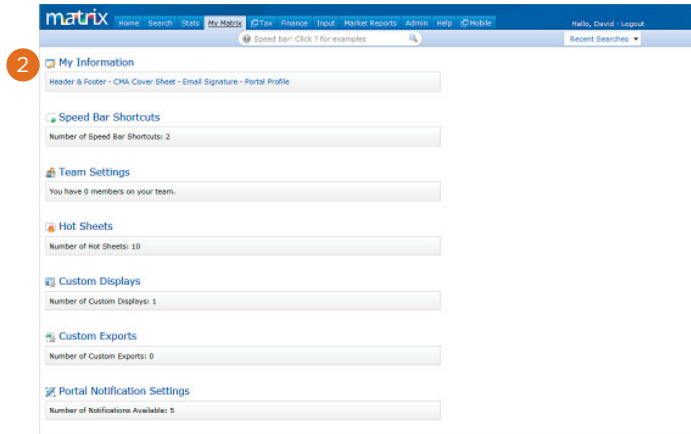 matrix Home Search Stats My Matrix Tax Finance Input Market Reports Admin Help Mobile Hello, David · Logout
Speed bar! Click ? for examples Recent Searches
2
My Information
Header & Footer - CMA Cover Sheet - Email Signature - Portal Profile
Speed Bar Shortcuts
Number of Speed Bar Shortcuts: 2
Team Settings
You have 0 members on your team.
Hot Sheets
Number of Hot Sheets: 10
Custom Displays
Number of Custom Displays: 1
Custom Exports
Number of Custom Exports: 0
Portal Notification Settings
Number of Notifications Available: 5